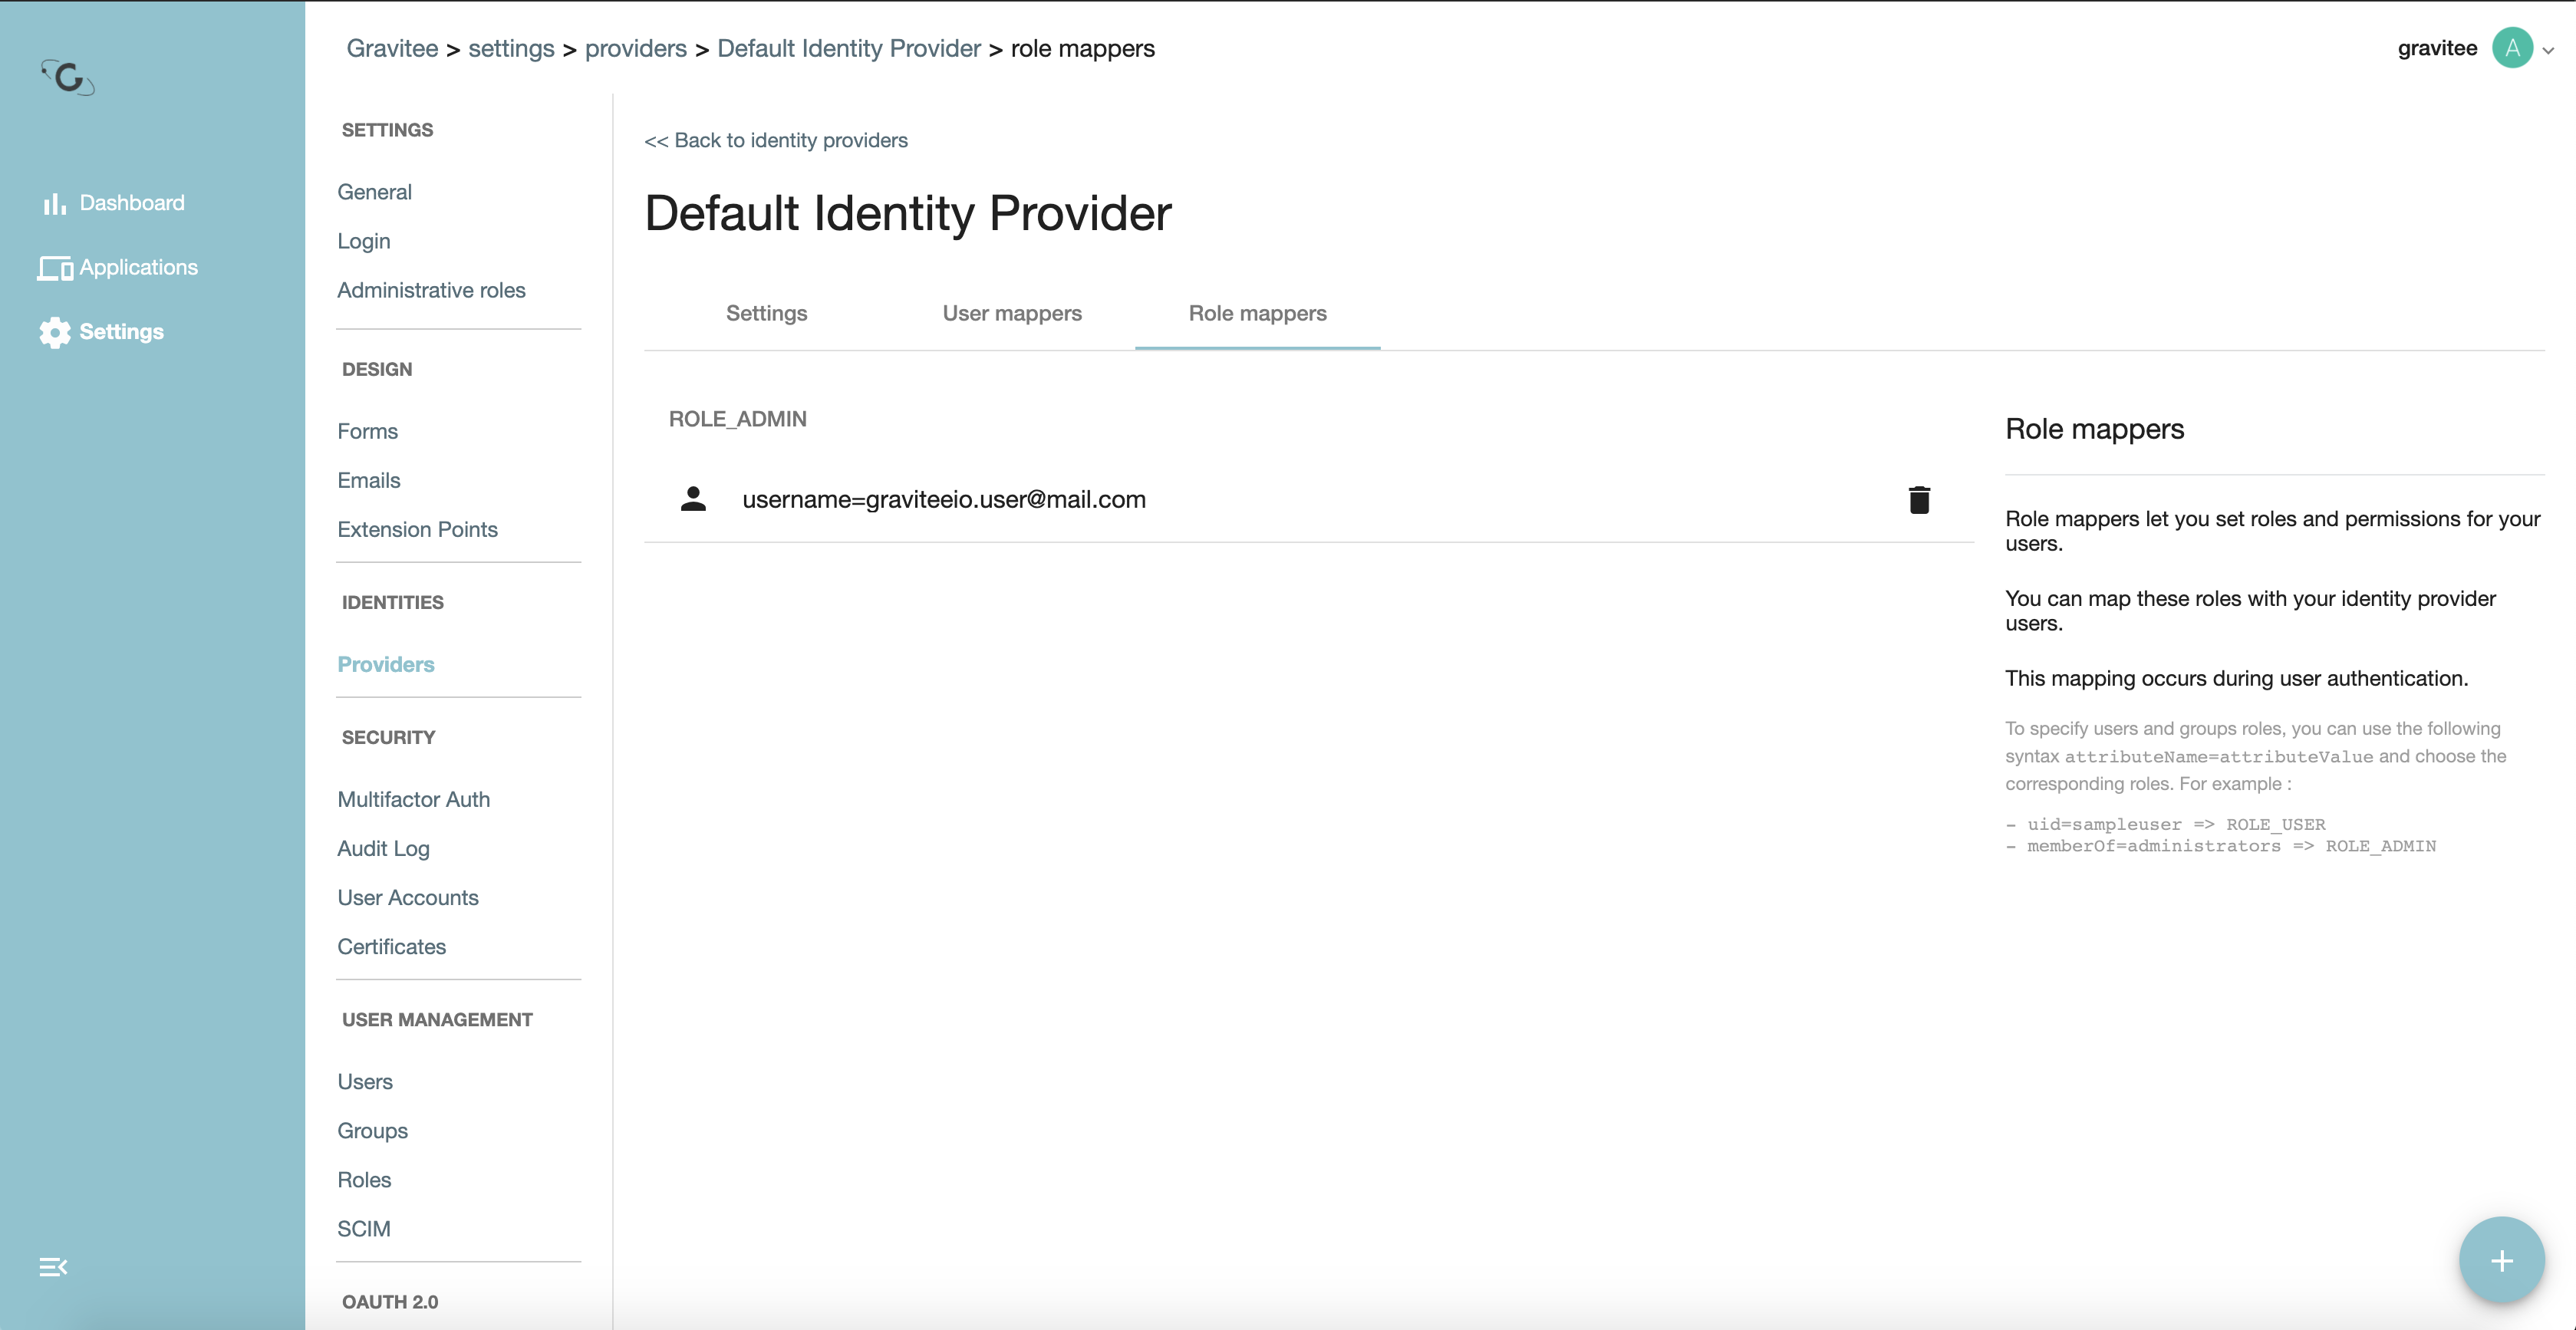 Gravitee > settings > providers > Default Identity Provider > role mappers
gravitee
A
Dashboard
Applications
Settings
SETTINGS
General
Login
Administrative roles
DESIGN
Forms
Emails
Extension Points
IDENTITIES
Providers
SECURITY
Multifactor Auth
Audit Log
User Accounts
Certificates
USER MANAGEMENT
Users
Groups
Roles
SCIM
OAUTH 2.0
<< Back to identity providers
Default Identity Provider
Settings
User mappers
Role mappers
ROLE_ADMIN
username=graviteeio.user@mail.com
Role mappers
Role mappers let you set roles and permissions for your
users.
You can map these roles with your identity provider
users.
This mapping occurs during user authentication.
To specify users and groups roles, you can use the following
syntax attributeName=attributeValue and choose the
corresponding roles. For example :
- uid=sampleuser => ROLE_USER
- memberOf=administrators => ROLE_ADMIN